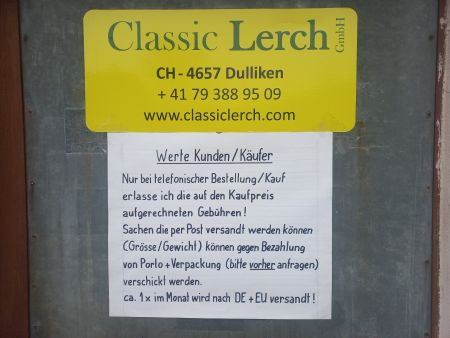 Classic Lerch GmbH
CH - 4657 Dulliken
+ 41 79 388 95 09
www.classiclerch.com
Werte Kunden/Käufer
Nur bei telefonischer Bestellung/Kauf
erlasse ich die auf den Kaufpreis
aufgerechneten Gebühren!
Sachen die per Post versandt werden können
(Grösse/Gewicht) können gegen Bezahlung
von Porto + Verpackung (bitte vorher anfragen)
verschickt werden.
ca. 1x im Monat wird nach DE + EU versandt!